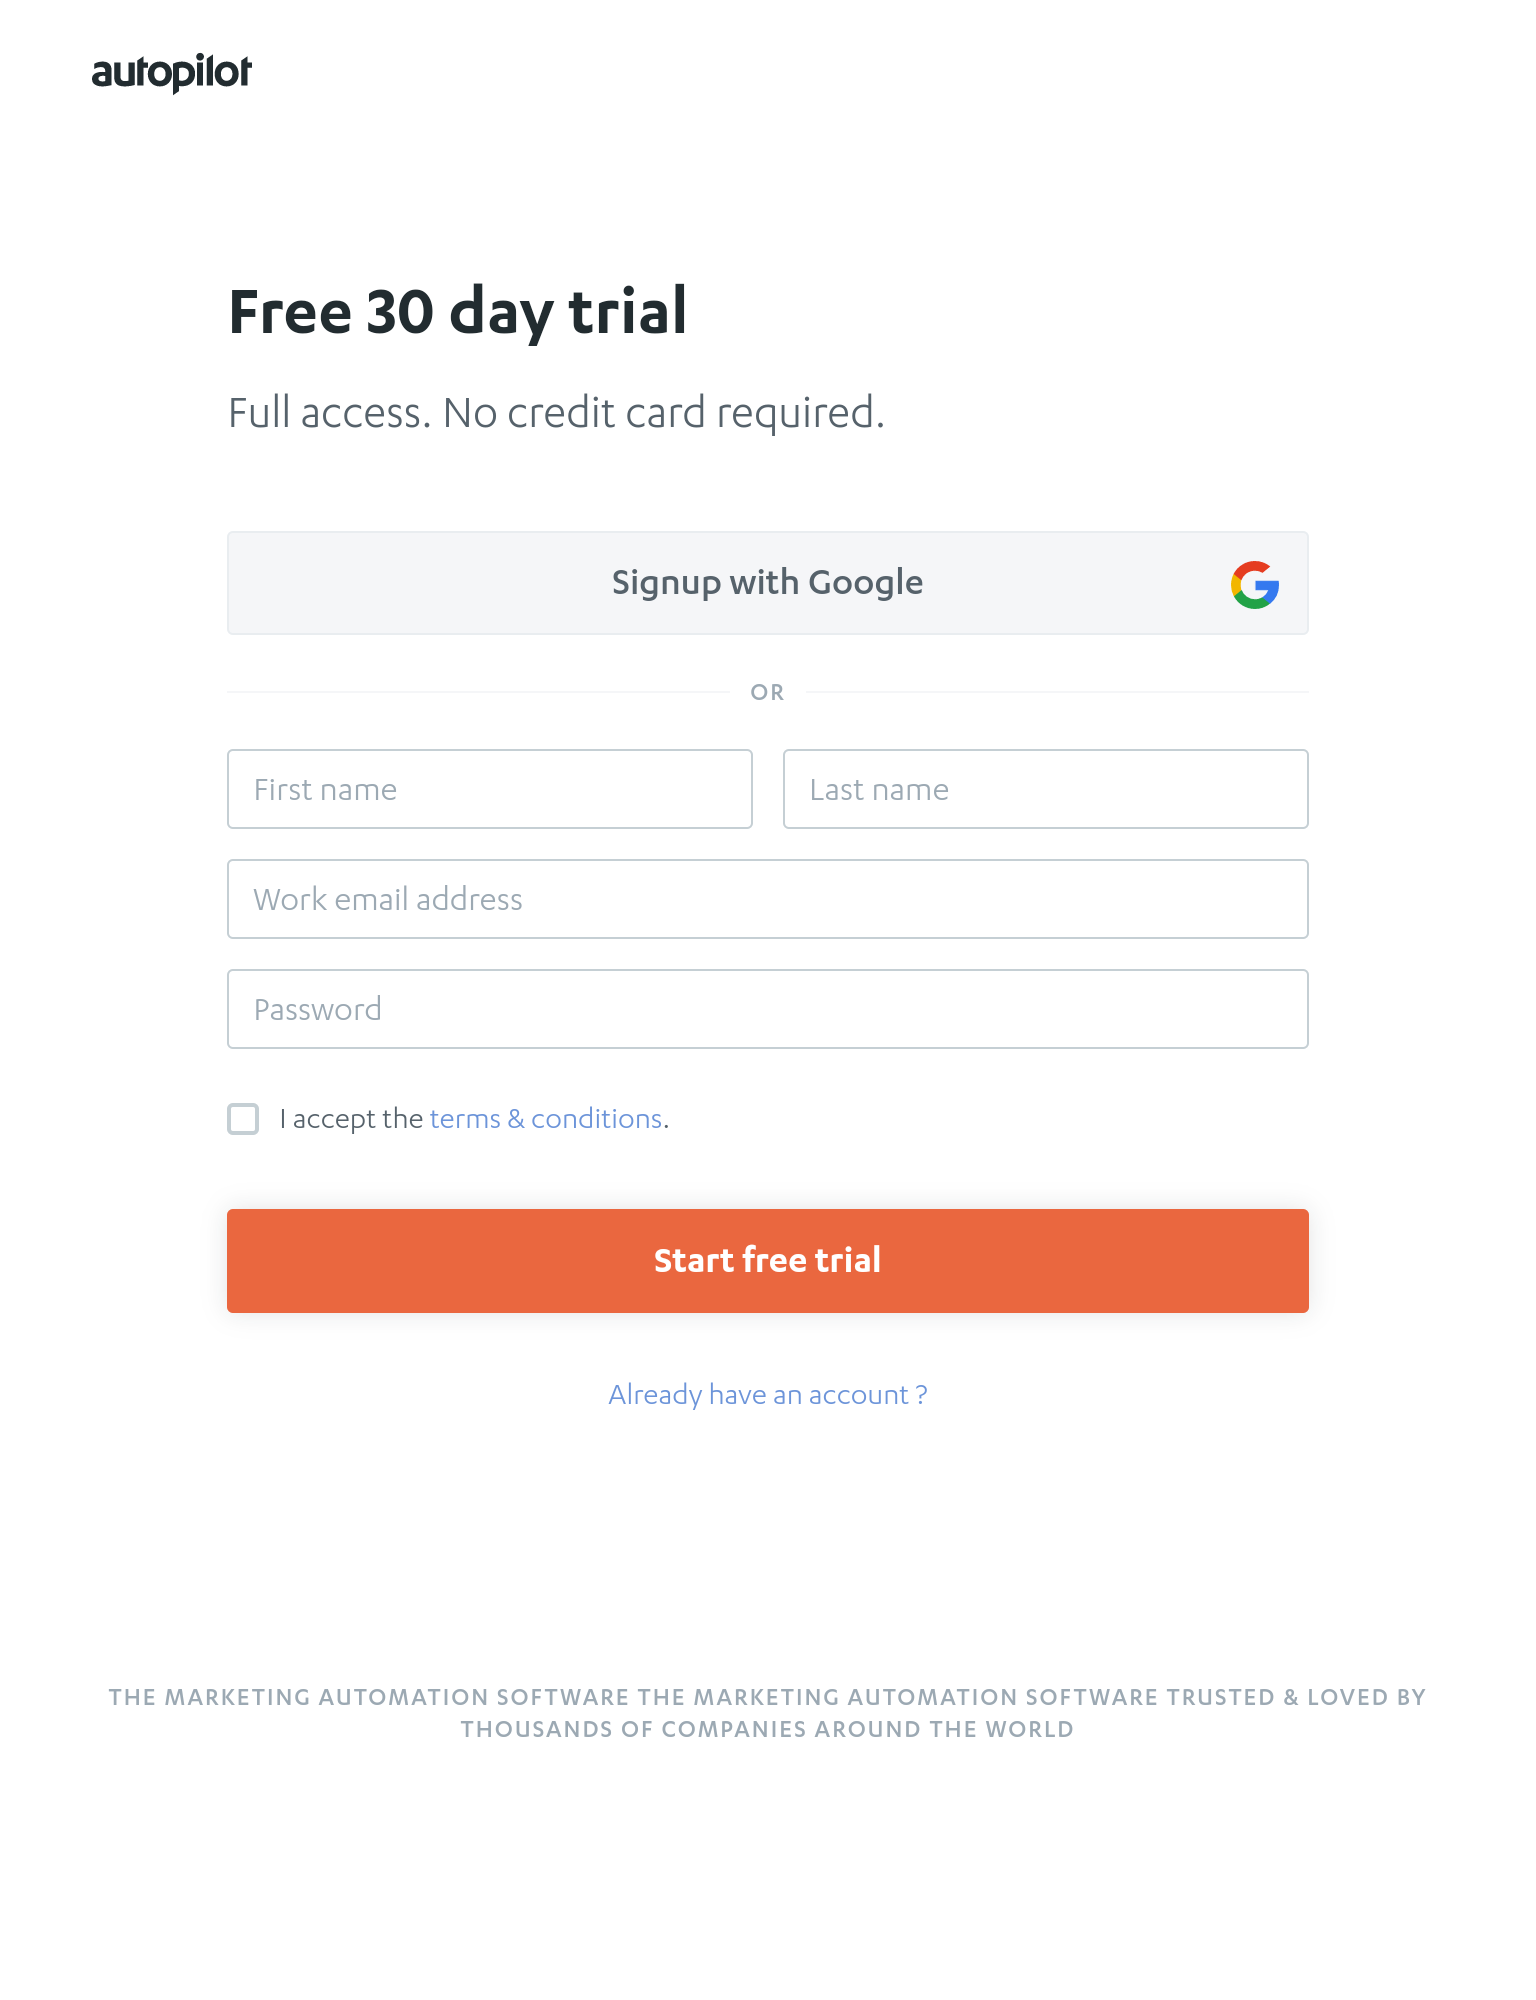 autopilot
Free 30 day trial
Full access. No credit card required.
Signup with Google
OR
First name
Last name
Work email address
Password
I accept the terms & conditions.
Start free trial
Already have an account ?
THE MARKETING AUTOMATION SOFTWARE THE MARKETING AUTOMATION SOFTWARE TRUSTED & LOVED BY
THOUSANDS OF COMPANIES AROUND THE WORLD